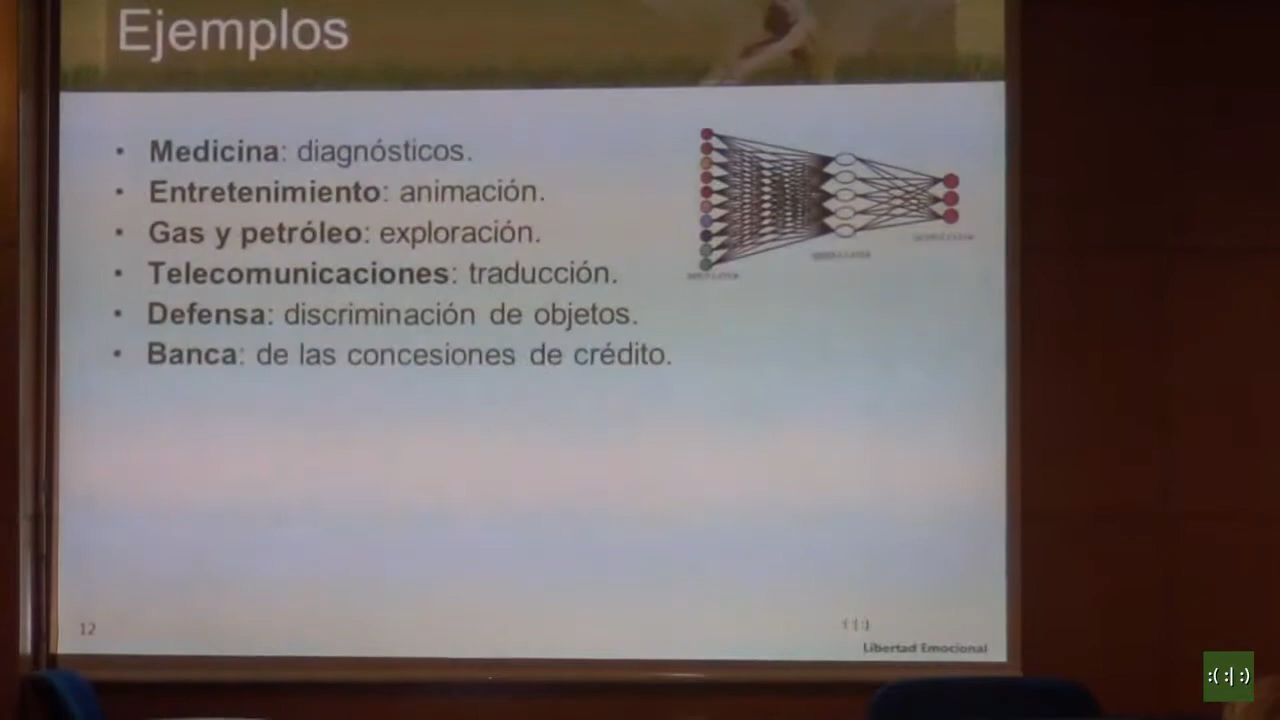 Ejemplos
• Medicina: diagnósticos.
• Entretenimiento: animación.
• Gas y petróleo: exploración.
• Telecomunicaciones: traducción.
• Defensa: discriminación de objetos.
• Banca: de las concesiones de crédito.
12
:(:|:)
Libertad Emocional
:( :| :)